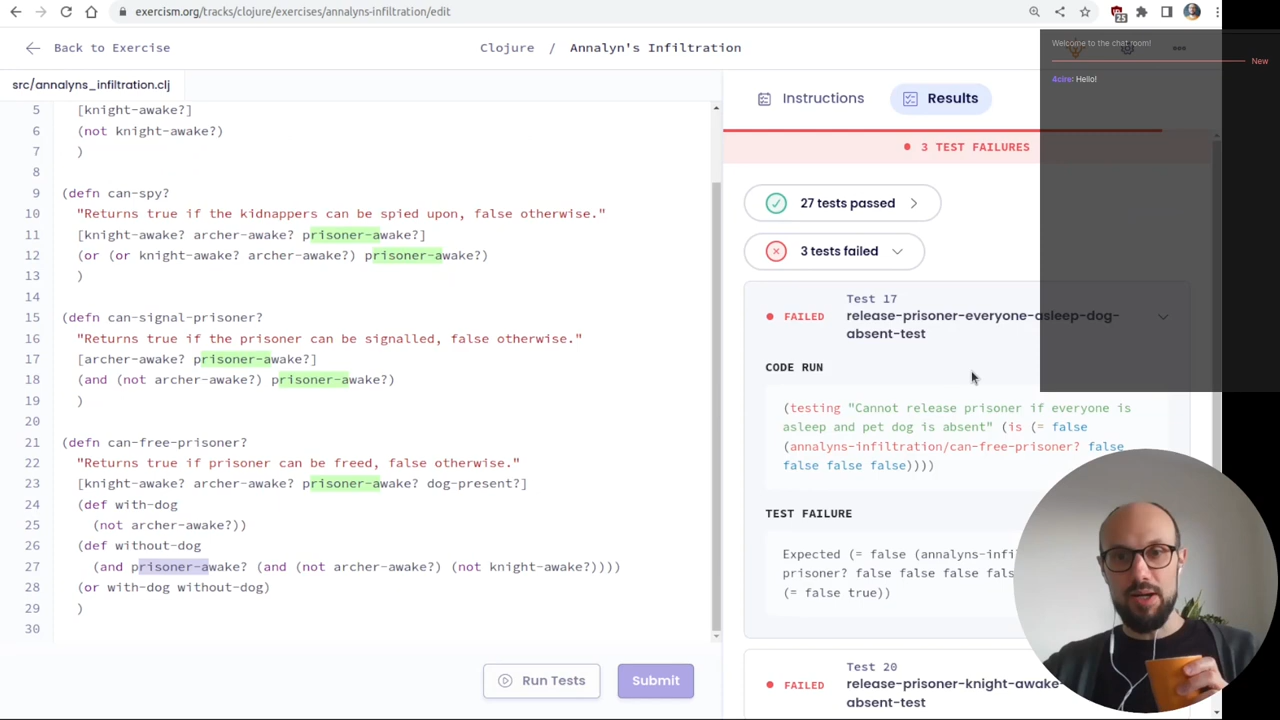 exercism.org/tracks/clojure/exercises/annalyns-infiltration/edit
25
Back to Exercise
Clojure / Annalyn's Infiltration
Welcome to the chat room!
New
4cire: Hello!
src/annalyns_infiltration.clj
Instructions
Results
3 TEST FAILURES
27 tests passed
3 tests failed
5 [knight-awake?]
6 (not knight-awake?)
7 )
8
9 (defn can-spy?
10 "Returns true if the kidnappers can be spied upon, false otherwise."
11 [knight-awake? archer-awake? prisoner-awake?]
12 (or (or knight-awake? archer-awake?) prisoner-awake?)
13 )
14
15 (defn can-signal-prisoner?
16 "Returns true if the prisoner can be signalled, false otherwise."
17 [archer-awake? prisoner-awake?]
18 (and (not archer-awake?) prisoner-awake?)
19 )
20
21 (defn can-free-prisoner?
22 "Returns true if prisoner can be freed, false otherwise."
23 [knight-awake? archer-awake? prisoner-awake? dog-present?]
24 (def with-dog
25 (not archer-awake?))
26 (def without-dog
27 (and prisoner-awake? (and (not archer-awake?) (not knight-awake?))))
28 (or with-dog without-dog)
29 )
30
Run Tests
Submit
Test 17
FAILED
release-prisoner-everyone-asleep-dog-
absent-test
CODE RUN
(testing "Cannot release prisoner if everyone is
asleep and pet dog is absent" (is (= false
(annalyns-infiltration/can-free-prisoner? false
false false false))))
TEST FAILURE
Expected (= false (annalyns-infi
prisoner? false false false fals
(= false true))
Test 20
FAILED
release-prisoner-knight-awake-
absent-test